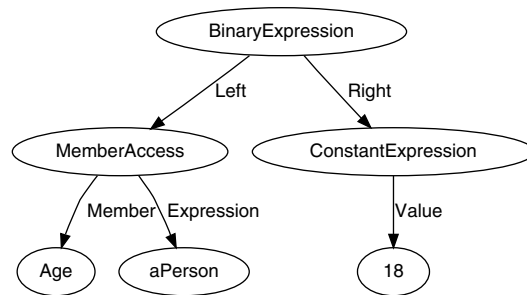 BinaryExpression
Left Right
MemberAccess ConstantExpression
Member Expression Value
Age aPerson 18